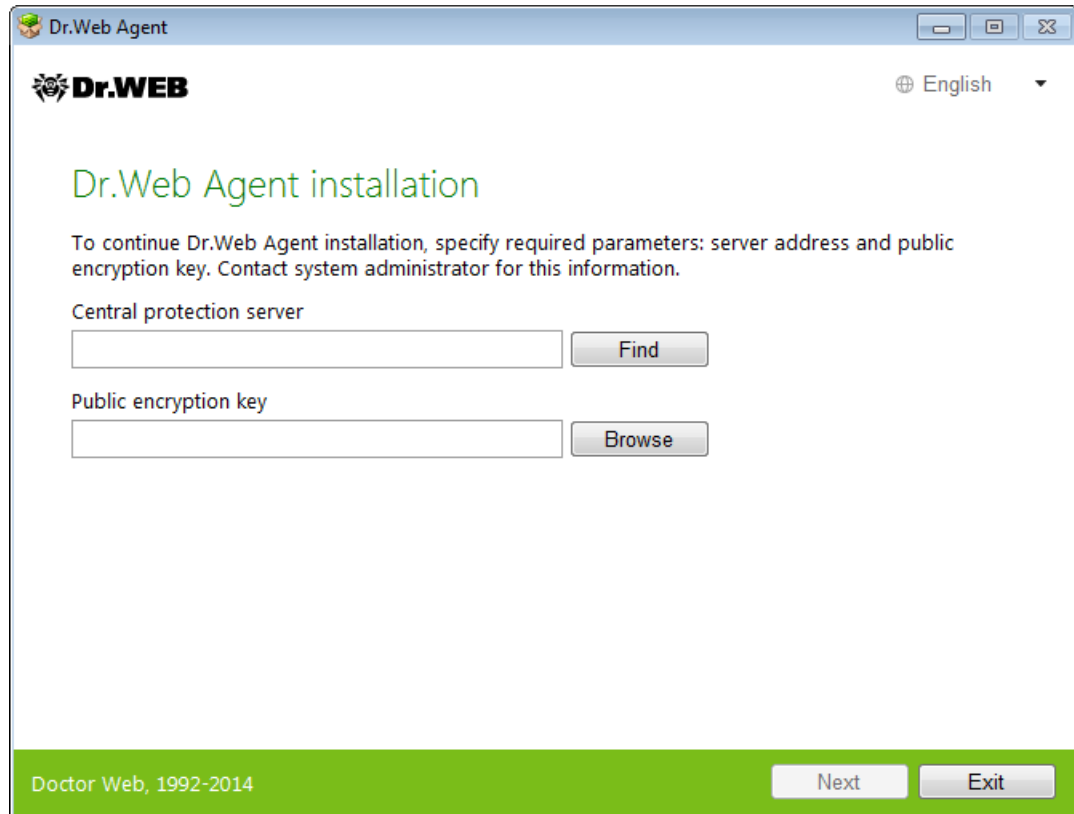 Dr.Web Agent
Dr.WEB
English
Dr.Web Agent installation
To continue Dr.Web Agent installation, specify required parameters: server address and public
encryption key. Contact system administrator for this information.
Central protection server
Find
Public encryption key
Browse
Doctor Web, 1992-2014
Next
Exit